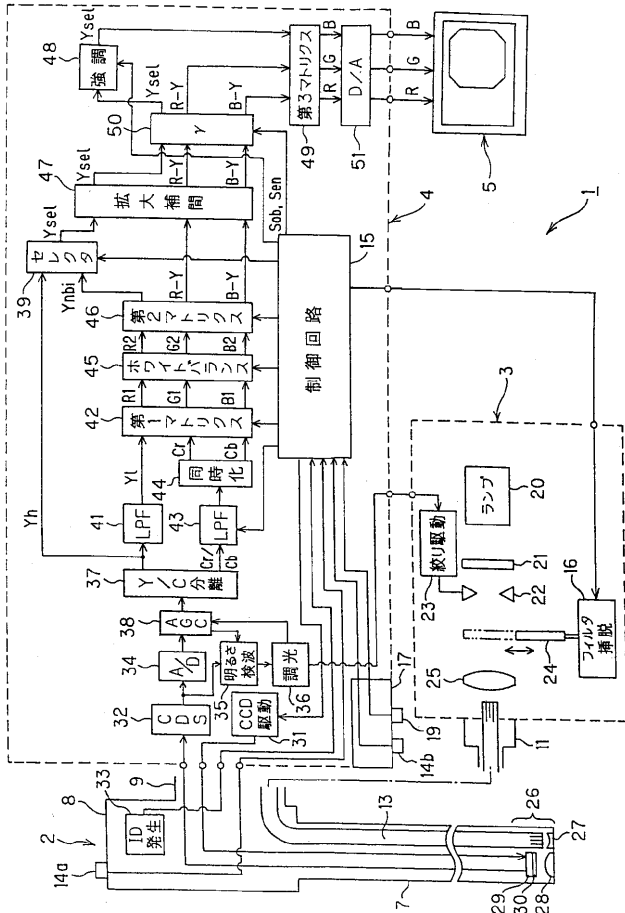 Yh
48
強調
Ysel
39
セレクタ
Ysel
47
拡大補間
Ysel
50
γ
Ysel
Ynbi
46
第2マトリクス
R-Y
B-Y
R-Y
B-Y
R-Y
B-Y
R2
G2
B2
45
ホワイトバランス
R1
G1
B1
42
第1マトリクス
49
第3マトリクス
R
G
B
51
D/A
R
G
B
5
Sob, Sen
4
1
41
LPF
Yl
37
Y/C分離
Cr/
Cb
43
LPF
44
同時化
Cr
Cb
15
制御回路
38
AGC
34
A/D
32
CDS
35
明るさ
検波
36
調光
31
CCD
駆動
17
19
14b
3
23
絞り駆動
ランプ
20
21
22
16
フィルタ
挿脱
24
25
11
2
14a
8
33
ID
発生
9
13
7
26
27
28
29
30